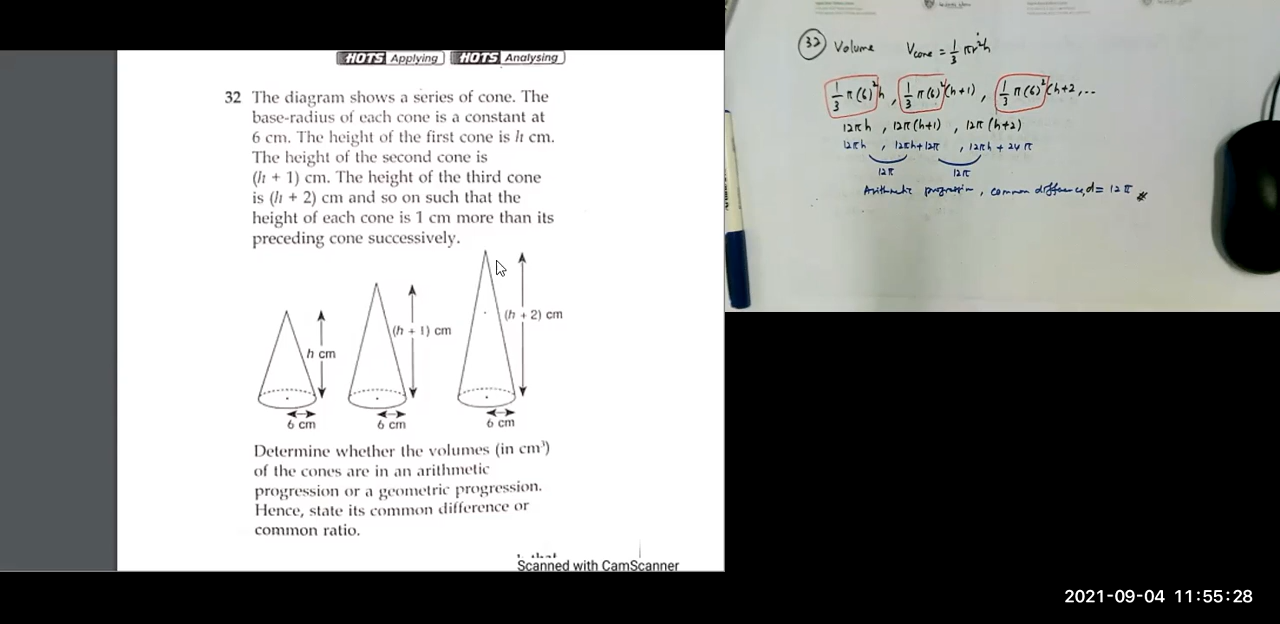 HOTS Applying HOTS Analysing
32 The diagram shows a series of cone. The
base-radius of each cone is a constant at
6 cm. The height of the first cone is h cm.
The height of the second cone is
(h + 1) cm. The height of the third cone
is (h + 2) cm and so on such that the
height of each cone is 1 cm more than its
preceding cone successively.
h cm
(h + 1) cm
(h + 2) cm
6 cm
6 cm
6 cm
Determine whether the volumes (in cm³)
of the cones are in an arithmetic
progression or a geometric progression.
Hence, state its common difference or
common ratio.
Scanned with CamScanner
32 Volume Vcone = 1/3 πr²h
1/3 π(6)²h , 1/3 π(6)²(h+1) , 1/3 π(6)²(h+2,..
12πh , 12π(h+1) , 12π(h+2)
12πh , 12πh+12π , 12πh + 24π
12π 12π
Arithmetic progression, common difference, d = 12π
2021-09-04 11:55:28